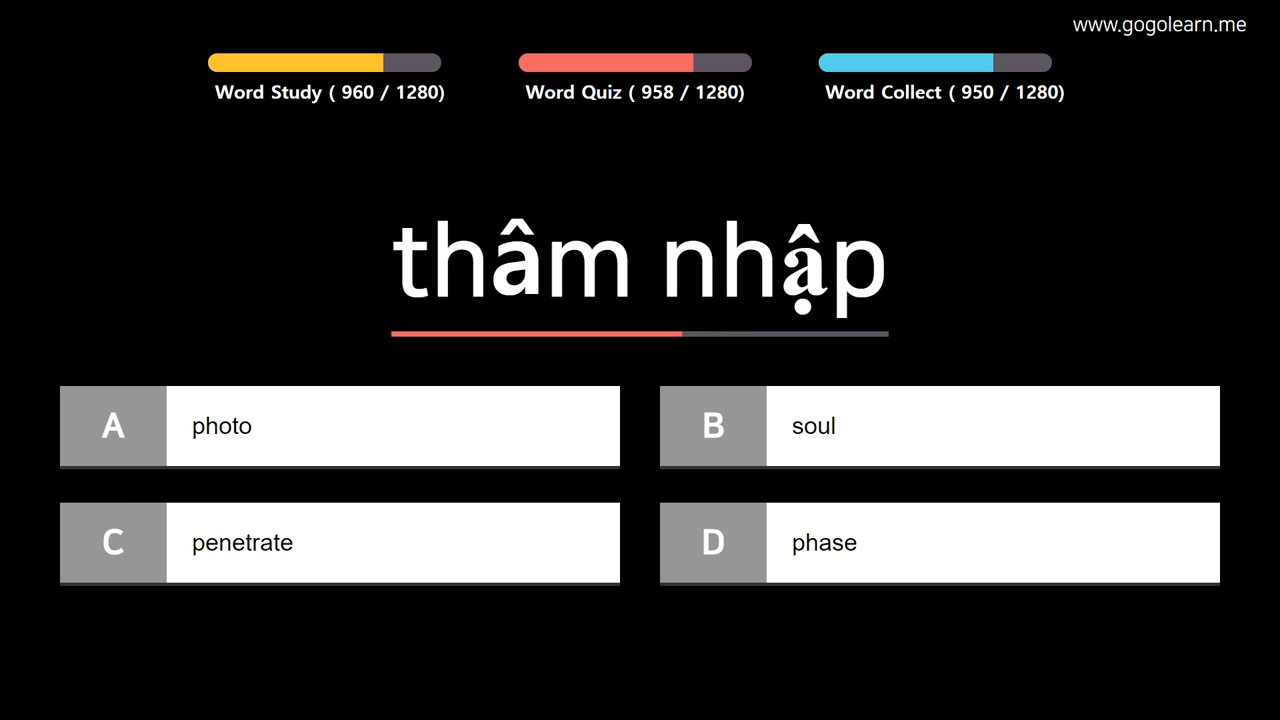 www.gogolearn.me
Word Study ( 960 / 1280)
Word Quiz ( 958 / 1280)
Word Collect ( 950 / 1280)
thâm nhập
A photo
B soul
C penetrate
D phase